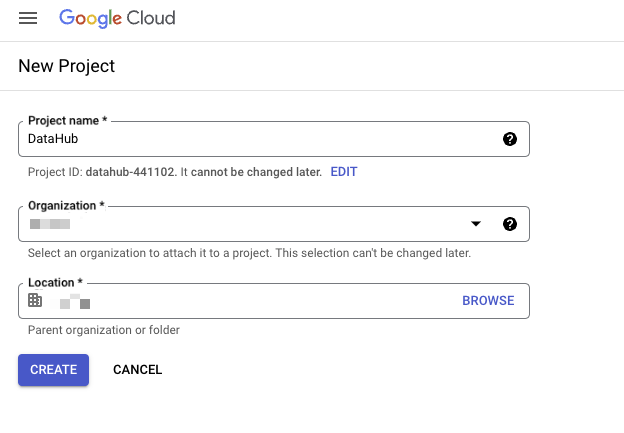 Google Cloud
New Project
Project name *
DataHub
Project ID: datahub-441102. It cannot be changed later. EDIT
Organization *
Select an organization to attach it to a project. This selection can't be changed later.
Location *
BROWSE
Parent organization or folder
CREATE CANCEL